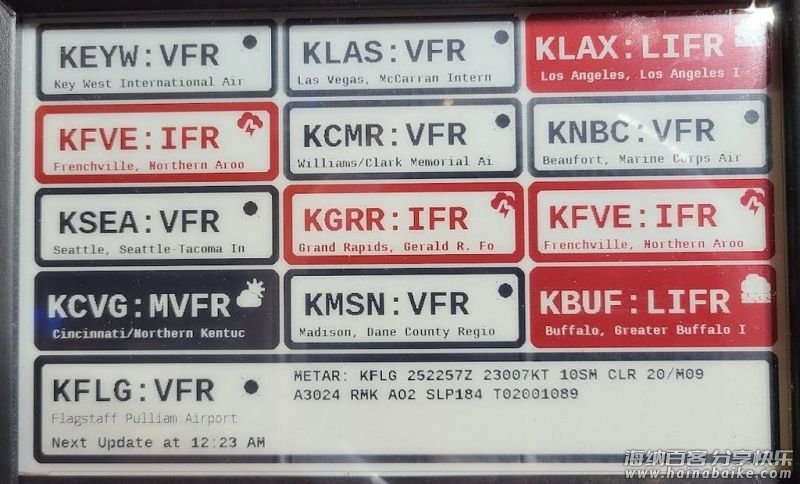 KEYW:VFR
Key West International Air
KLAS:VFR
Las Vegas, McCarran Intern
KLAX:LIFR
Los Angeles, Los Angeles I
KFVE:IFR
Frenchville, Northern Aroo
KCMR:VFR
Williams/Clark Memorial Ai
KNBC:VFR
Beaufort, Marine Corps Air
KSEA:VFR
Seattle, Seattle-Tacoma In
KGRR:IFR
Grand Rapids, Gerald R. Fo
KFVE:IFR
Frenchville, Northern Aroo
KCVG:MVFR
Cincinnati/Northern Kentuc
KMSN:VFR
Madison, Dane County Regio
KBUF:LIFR
Buffalo, Greater Buffalo I
KFLG:VFR
Flagstaff Pulliam Airport
Next Update at 12:23 AM
METAR: KFLG 252257Z 23007KT 10SM CLR 20/M09
A3024 RMK AO2 SLP184 T02001089
海纳百客 分享快乐
www.hainabaike.com